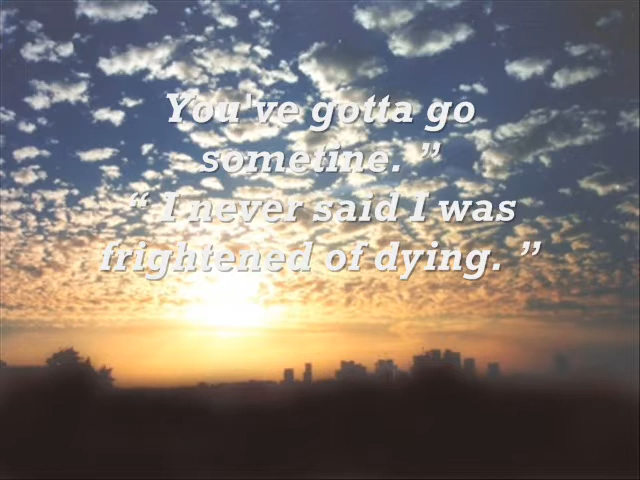 You've gotta go
sometine. ”
“ I never said I was
frightened of dying. ”